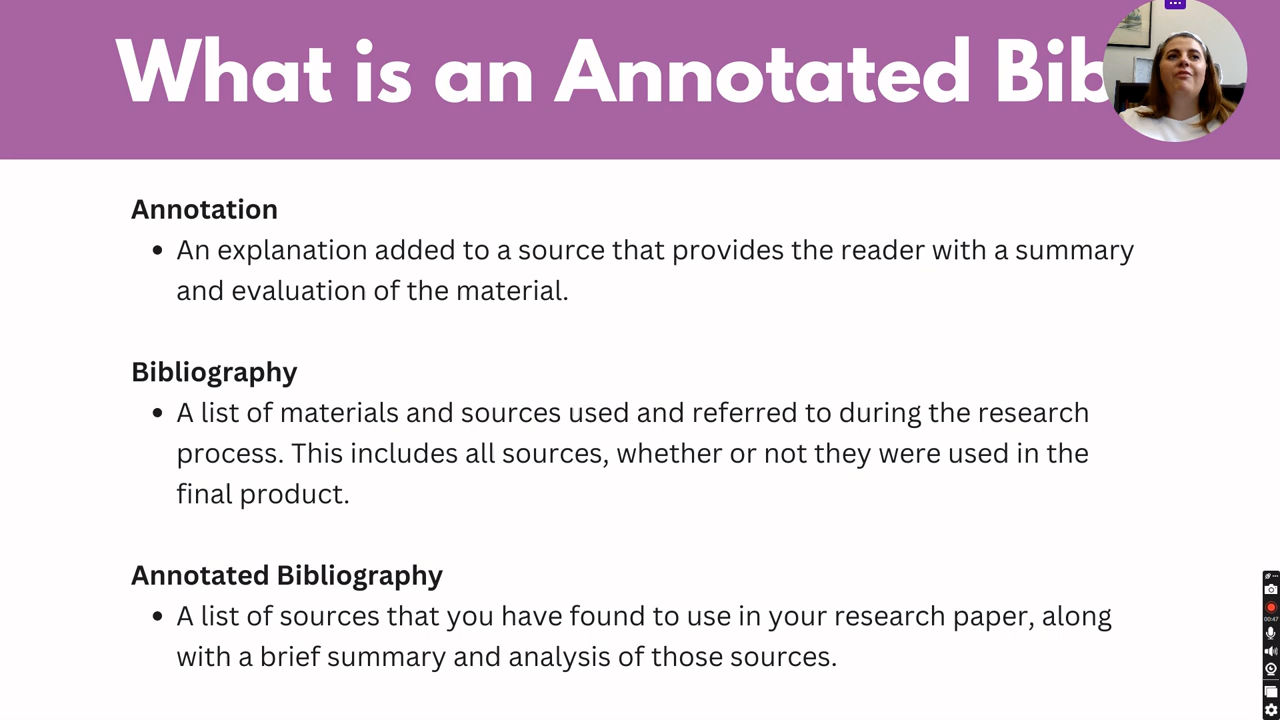 What is an Annotated Bib
Annotation
• An explanation added to a source that provides the reader with a summary
and evaluation of the material.
Bibliography
• A list of materials and sources used and referred to during the research
process. This includes all sources, whether or not they were used in the
final product.
Annotated Bibliography
• A list of sources that you have found to use in your research paper, along
with a brief summary and analysis of those sources.
00:47